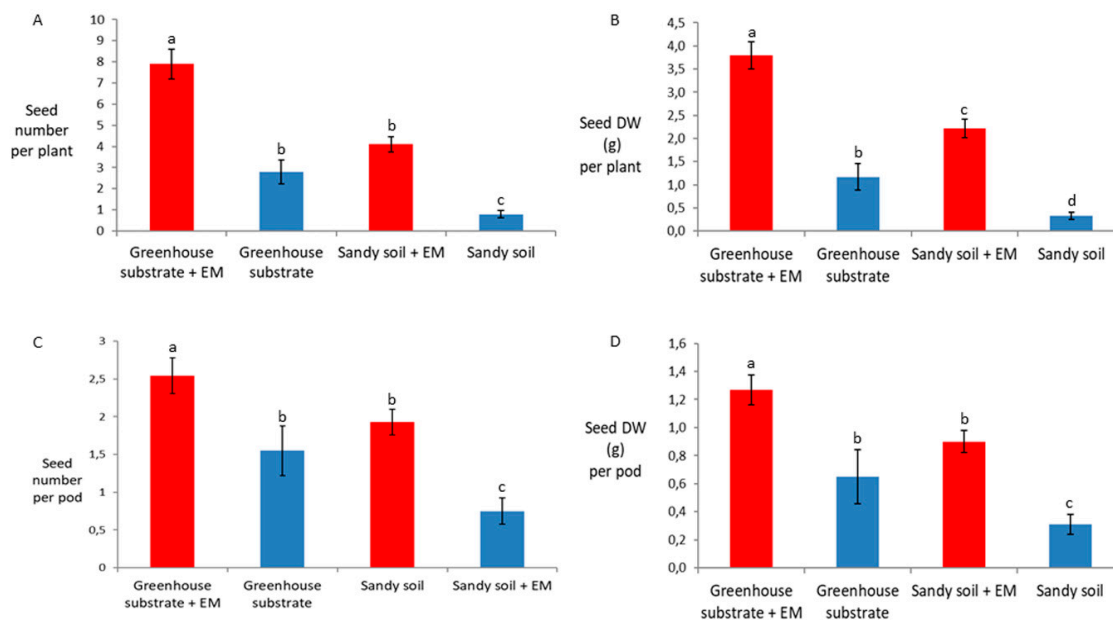 A
10
9
8
7
6
5
4
3
2
1
0
Seed
number
per plant
a
b
b
c
Greenhouse
substrate + EM
Greenhouse
substrate
Sandy soil + EM
Sandy soil
B
4,5
4,0
3,5
3,0
2,5
2,0
1,5
1,0
0,5
0,0
Seed DW
(g)
per plant
a
b
c
d
Greenhouse
substrate + EM
Greenhouse
substrate
Sandy soil + EM
Sandy soil
C
3
2,5
2
1,5
1
0,5
0
Seed
number
per pod
a
b
b
c
Greenhouse
substrate + EM
Greenhouse
substrate
Sandy soil
Sandy soil + EM
D
1,6
1,4
1,2
1,0
0,8
0,6
0,4
0,2
0,0
Seed DW
(g)
per pod
a
b
b
c
Greenhouse
substrate + EM
Greenhouse
substrate
Sandy soil + EM
Sandy soil